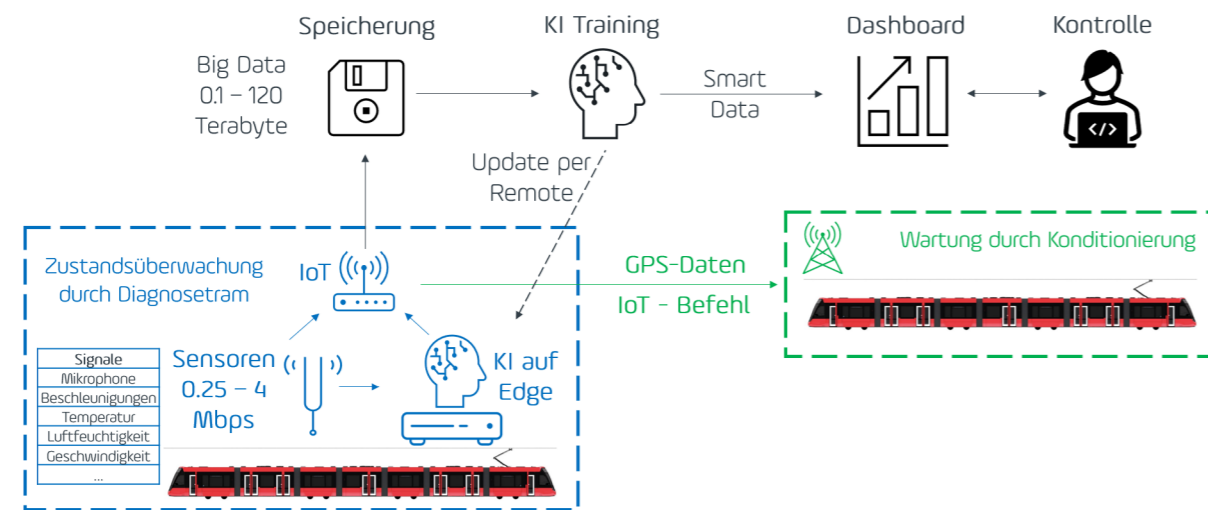 Speicherung
KI Training
Dashboard
Kontrolle
Big Data
0.1 – 120
Terabyte
Smart
Data
</>
Update per
Remote
Zustandsüberwachung
durch Diagnosetram
IoT
GPS-Daten
IoT - Befehl
Wartung durch Konditionierung
Signale
Mikrophone
Beschleunigungen
Temperatur
Luftfeuchtigkeit
Geschwindigkeit
...
Sensoren
0.25 – 4
Mbps
KI auf
Edge